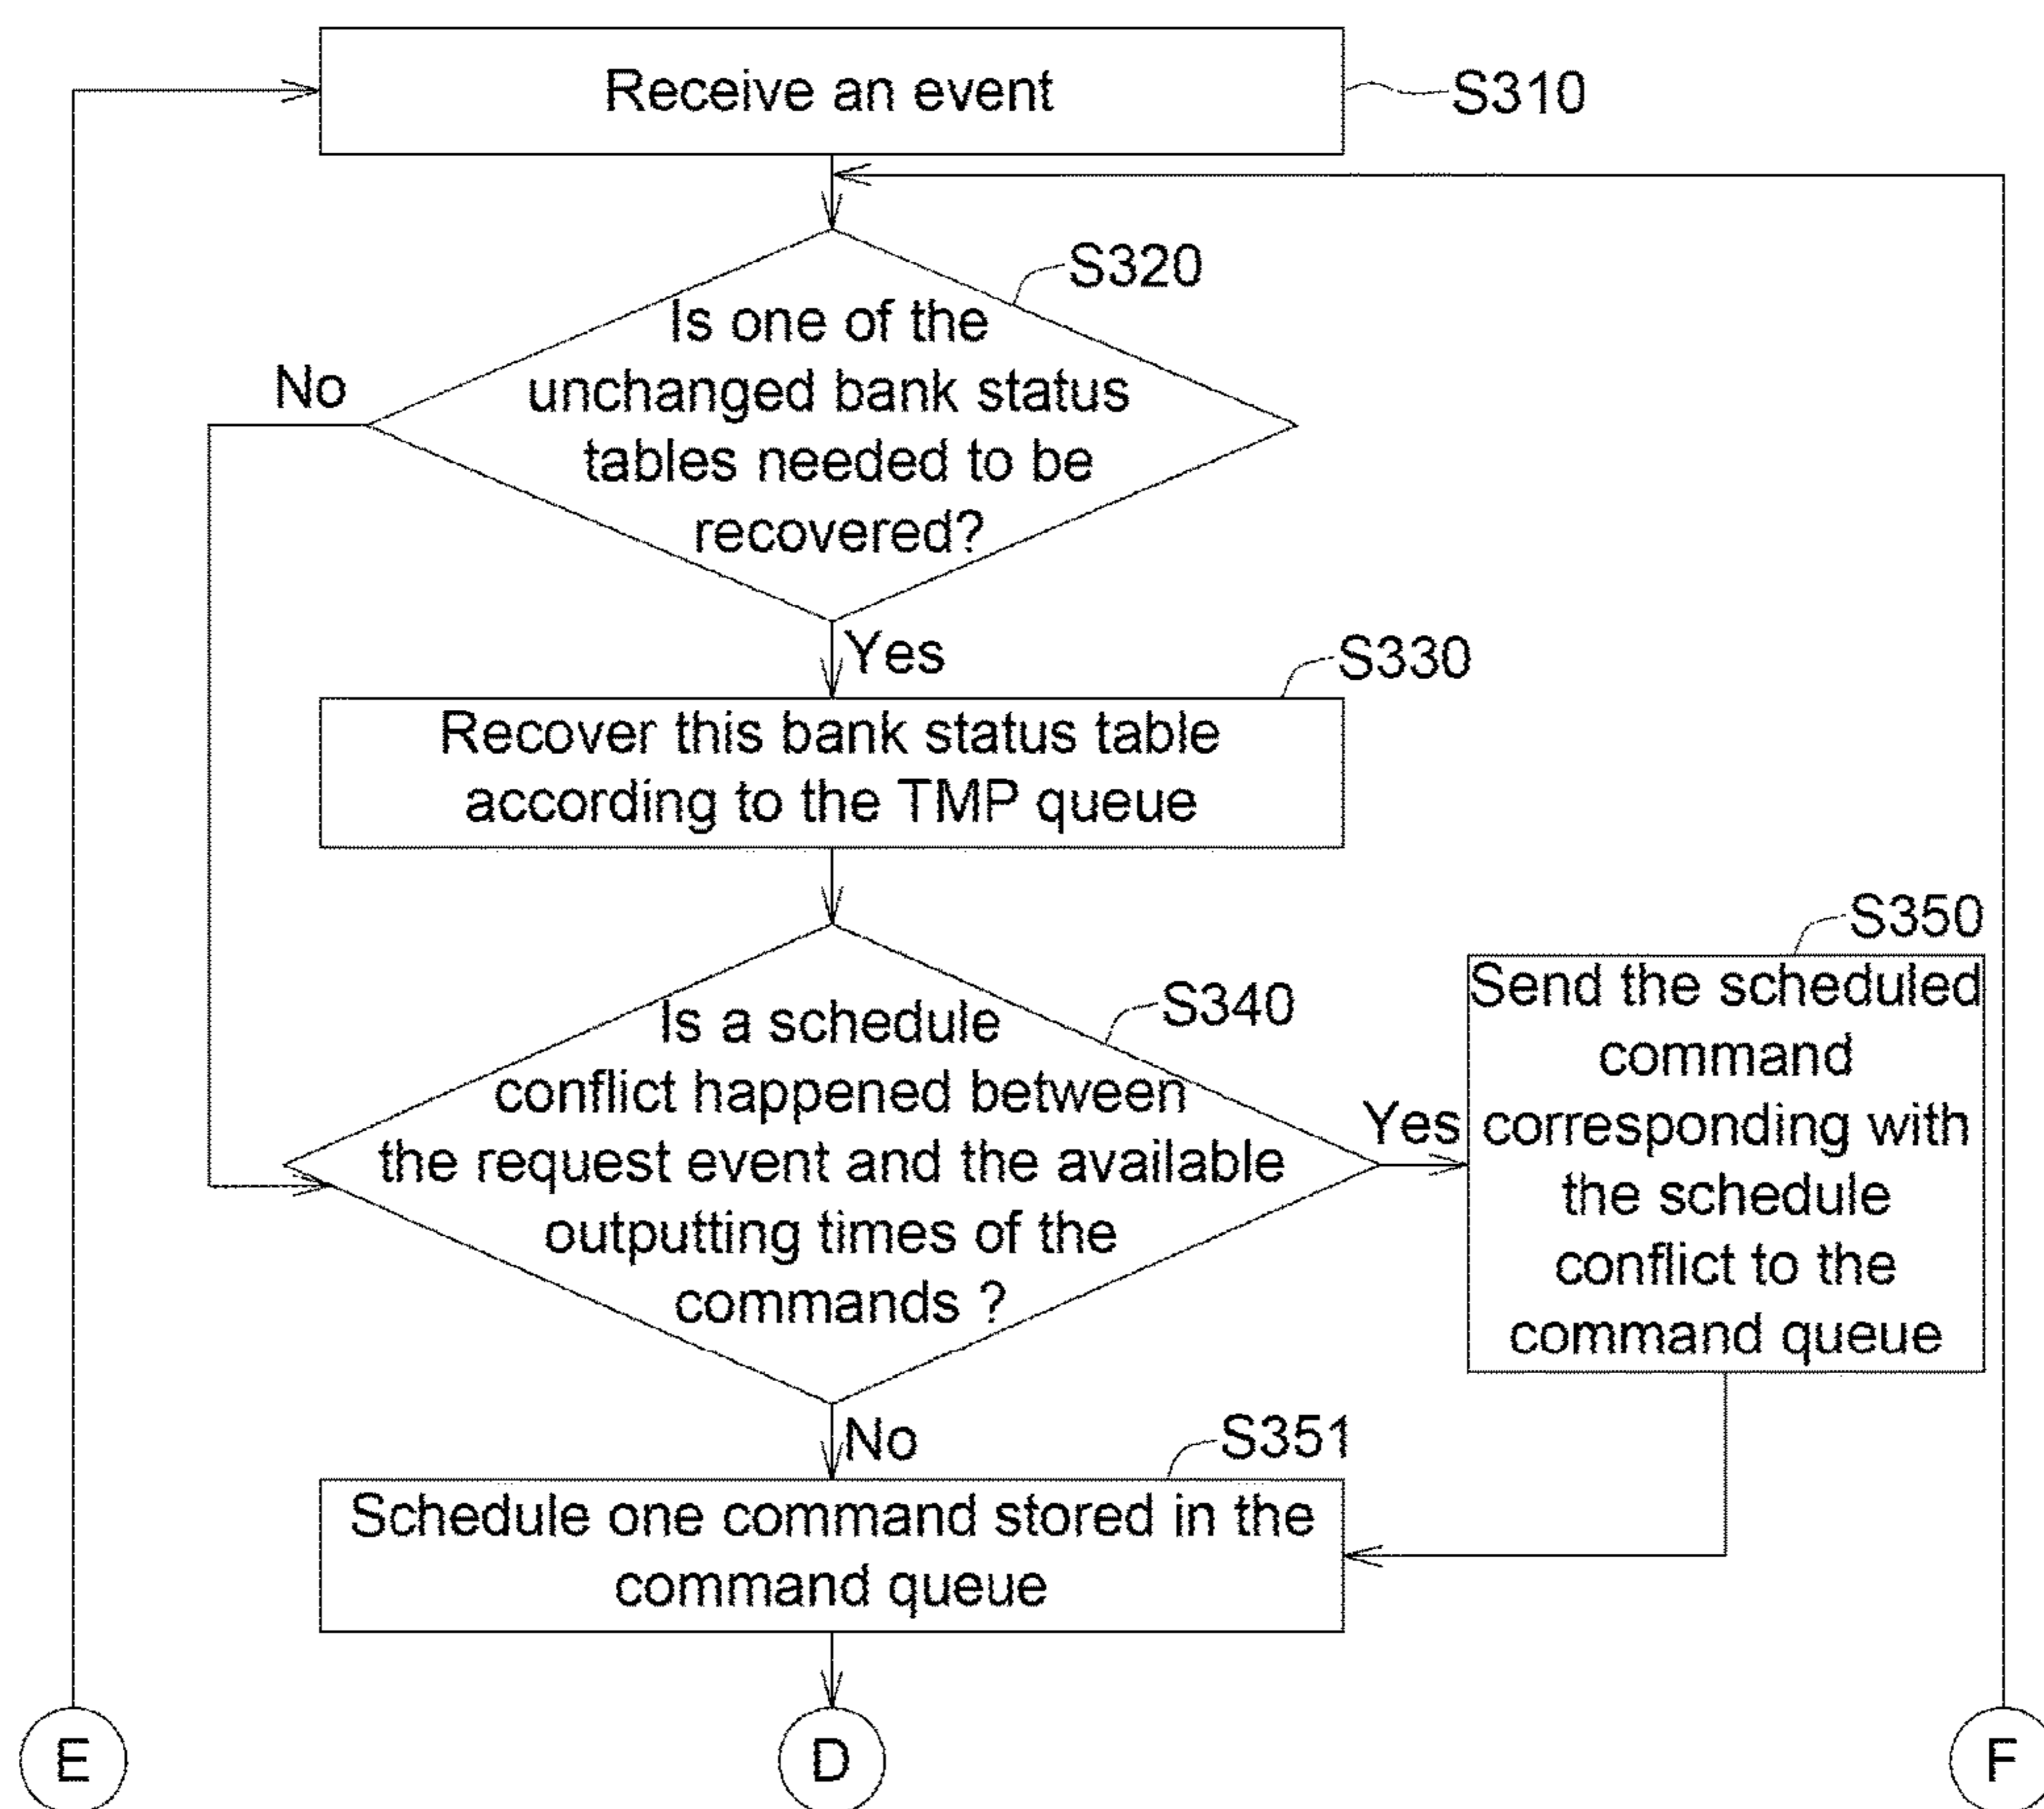 Receive an event
S310
S320
Is one of the
unchanged bank status
tables needed to be
recovered?
No
Yes
S330
Recover this bank status table
according to the TMP queue
S340
Is a schedule
conflict happened between
the request event and the available
outputting times of the
commands ?
Yes
S350
Send the scheduled
command
corresponding with
the schedule
conflict to the
command queue
No
S351
Schedule one command stored in the
command queue
E
D
F